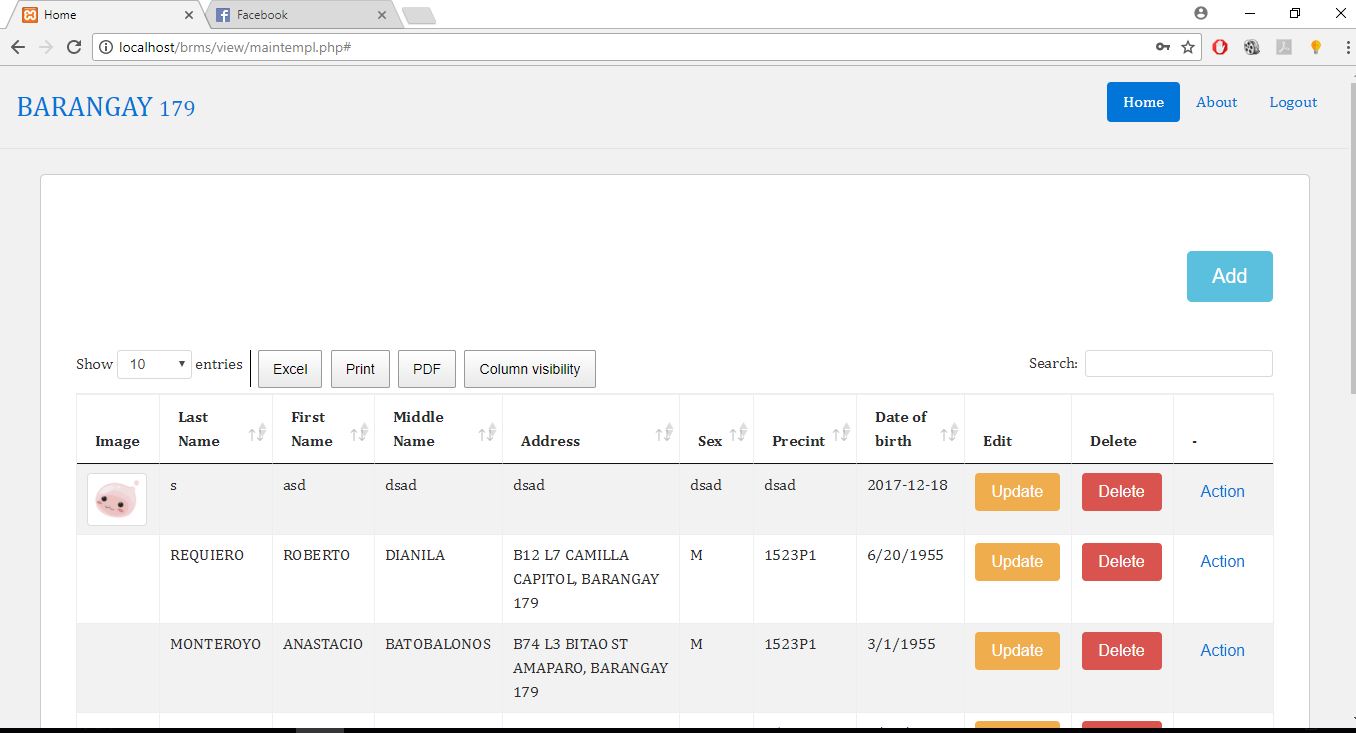 Home
Facebook
localhost/brms/view/maintempl.php#
BARANGAY 179
Home About Logout
Add
Show 10 entries Excel Print PDF Column visibility Search:
Image Last Name First Name Middle Name Address Sex Precint Date of birth Edit Delete -
s asd dsad dsad dsad dsad 2017-12-18 Update Delete Action
REQUIERO ROBERTO DIANILA B12 L7 CAMILLA M 1523P1 6/20/1955 Update Delete Action
CAPITOL, BARANGAY
179
MONTEROYO ANASTACIO BATOBALONOS B74 L3 BITAO ST M 1523P1 3/1/1955 Update Delete Action
AMAPARO, BARANGAY
179